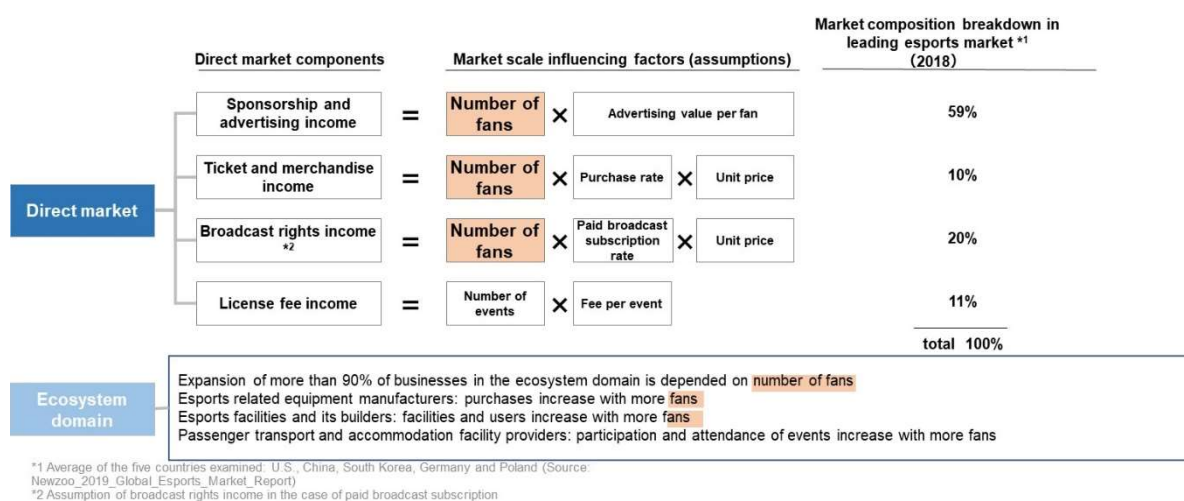 Market composition breakdown in
leading esports market *1
(2018)
Direct market components
Market scale influencing factors (assumptions)
Direct market
Sponsorship and
advertising income
=
Number of
fans
×
Advertising value per fan
59%
Ticket and merchandise
income
=
Number of
fans
×
Purchase rate
×
Unit price
10%
Broadcast rights income
*2
=
Number of
fans
×
Paid broadcast
subscription
rate
×
Unit price
20%
License fee income
=
Number of
events
×
Fee per event
11%
total 100%
Ecosystem
domain
Expansion of more than 90% of businesses in the ecosystem domain is depended on number of fans
Esports related equipment manufacturers: purchases increase with more fans
Esports facilities and its builders: facilities and users increase with more fans
Passenger transport and accommodation facility providers: participation and attendance of events increase with more fans
*1 Average of the five countries examined: U.S., China, South Korea, Germany and Poland (Source:
Newzoo_2019_Global_Esports_Market_Report)
*2 Assumption of broadcast rights income in the case of paid broadcast subscription